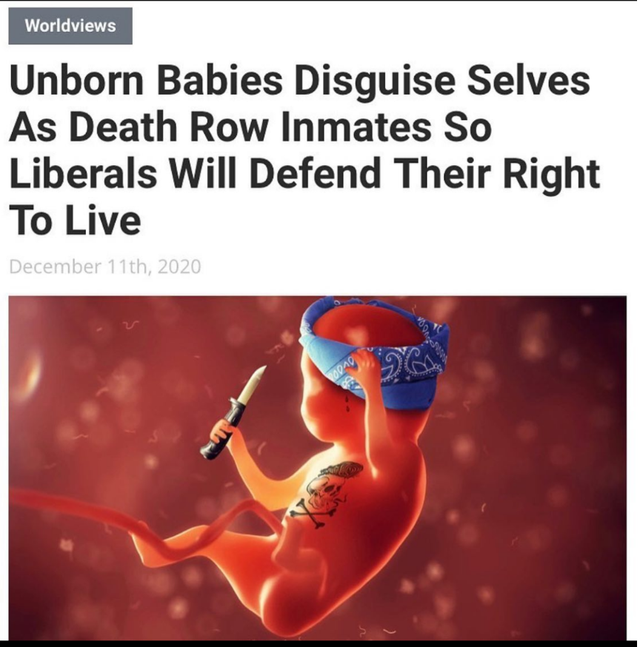 Worldviews
Unborn Babies Disguise Selves
As Death Row Inmates So
Liberals Will Defend Their Right
To Live
December 11th, 2020